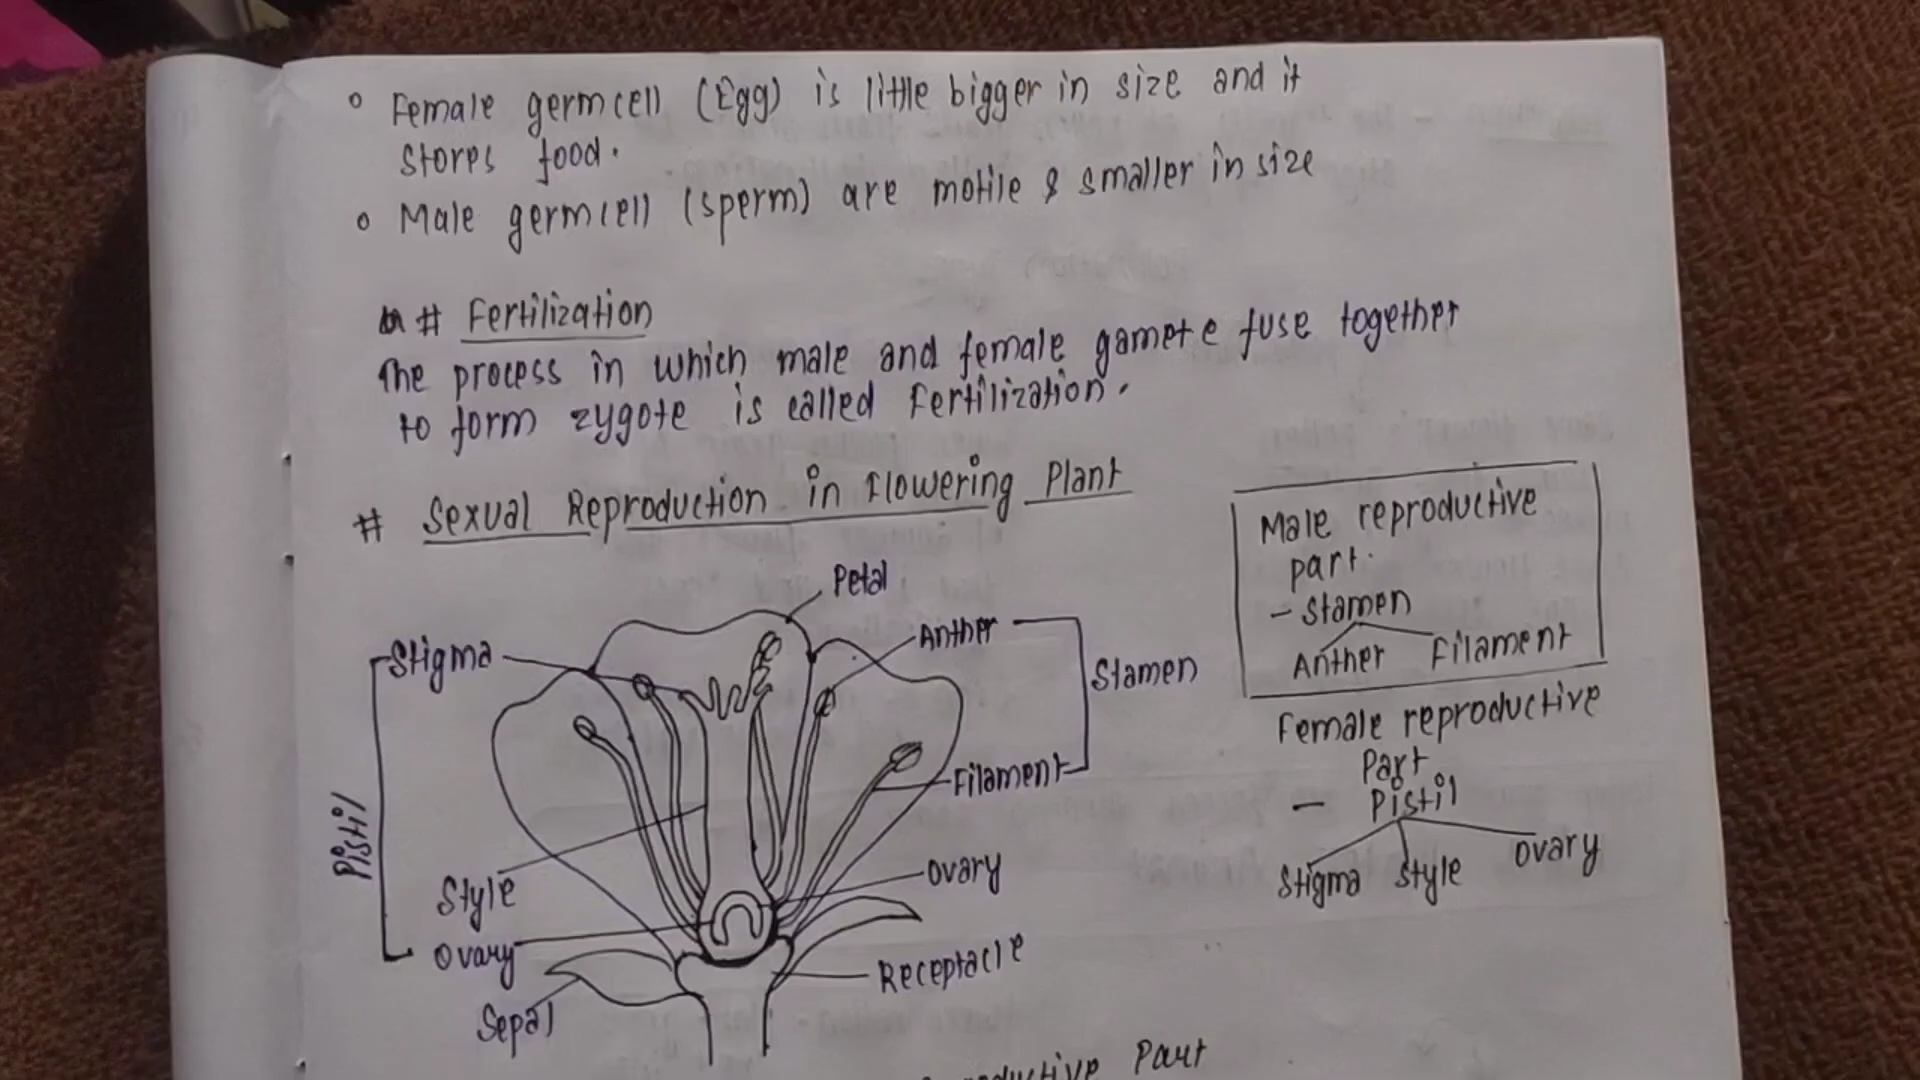 Female germcell (Egg) is little bigger in size and it
stores food.
Male germcell (sperm) are motile & smaller in size
# Fertilization
The process in which male and female gamete fuse together
to form zygote is called Fertilization.
# Sexual Reproduction in Flowering Plant
Petal
Stigma
Anther
Stamen
Filament
Pistil
Style
Ovary
Ovary
Receptacle
Sepal
Male reproductive
part.
- Stamen
Anther Filament
Female reproductive
Part
- Pistil
Stigma Style Ovary
Part